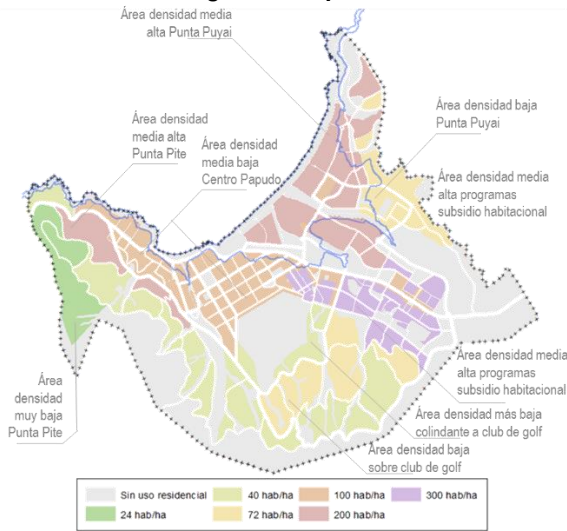 Área densidad media
alta Punta Puyai
Área densidad
media alta
Punta Pite
Área densidad
media baja
Centro Papudo
Área densidad baja
Punta Puyai
Área densidad media
alta programas
subsidio habitacional
Área densidad media
alta programas
subsidio habitacional
Área
densidad
muy baja
Punta Pite
Área densidad más baja
colindante a club de golf
Área densidad baja
sobre club de golf
Sin uso residencial
40 hab/ha
100 hab/ha
300 hab/ha
24 hab/ha
72 hab/ha
200 hab/ha